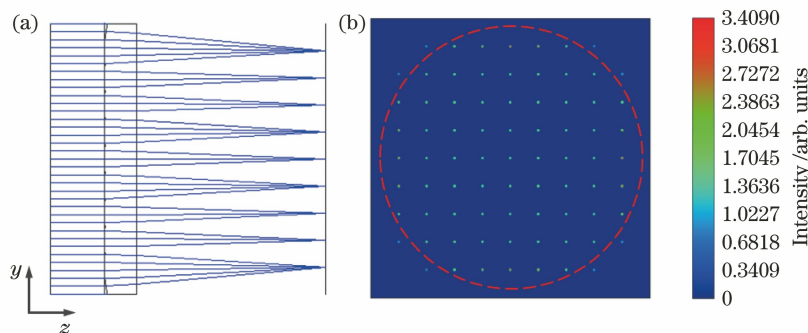 (a)
y
z
(b)
3.4090
3.0681
2.7272
2.3863
2.0454
1.7045
1.3636
1.0227
0.6818
0.3409
0
Intensity/arb. units